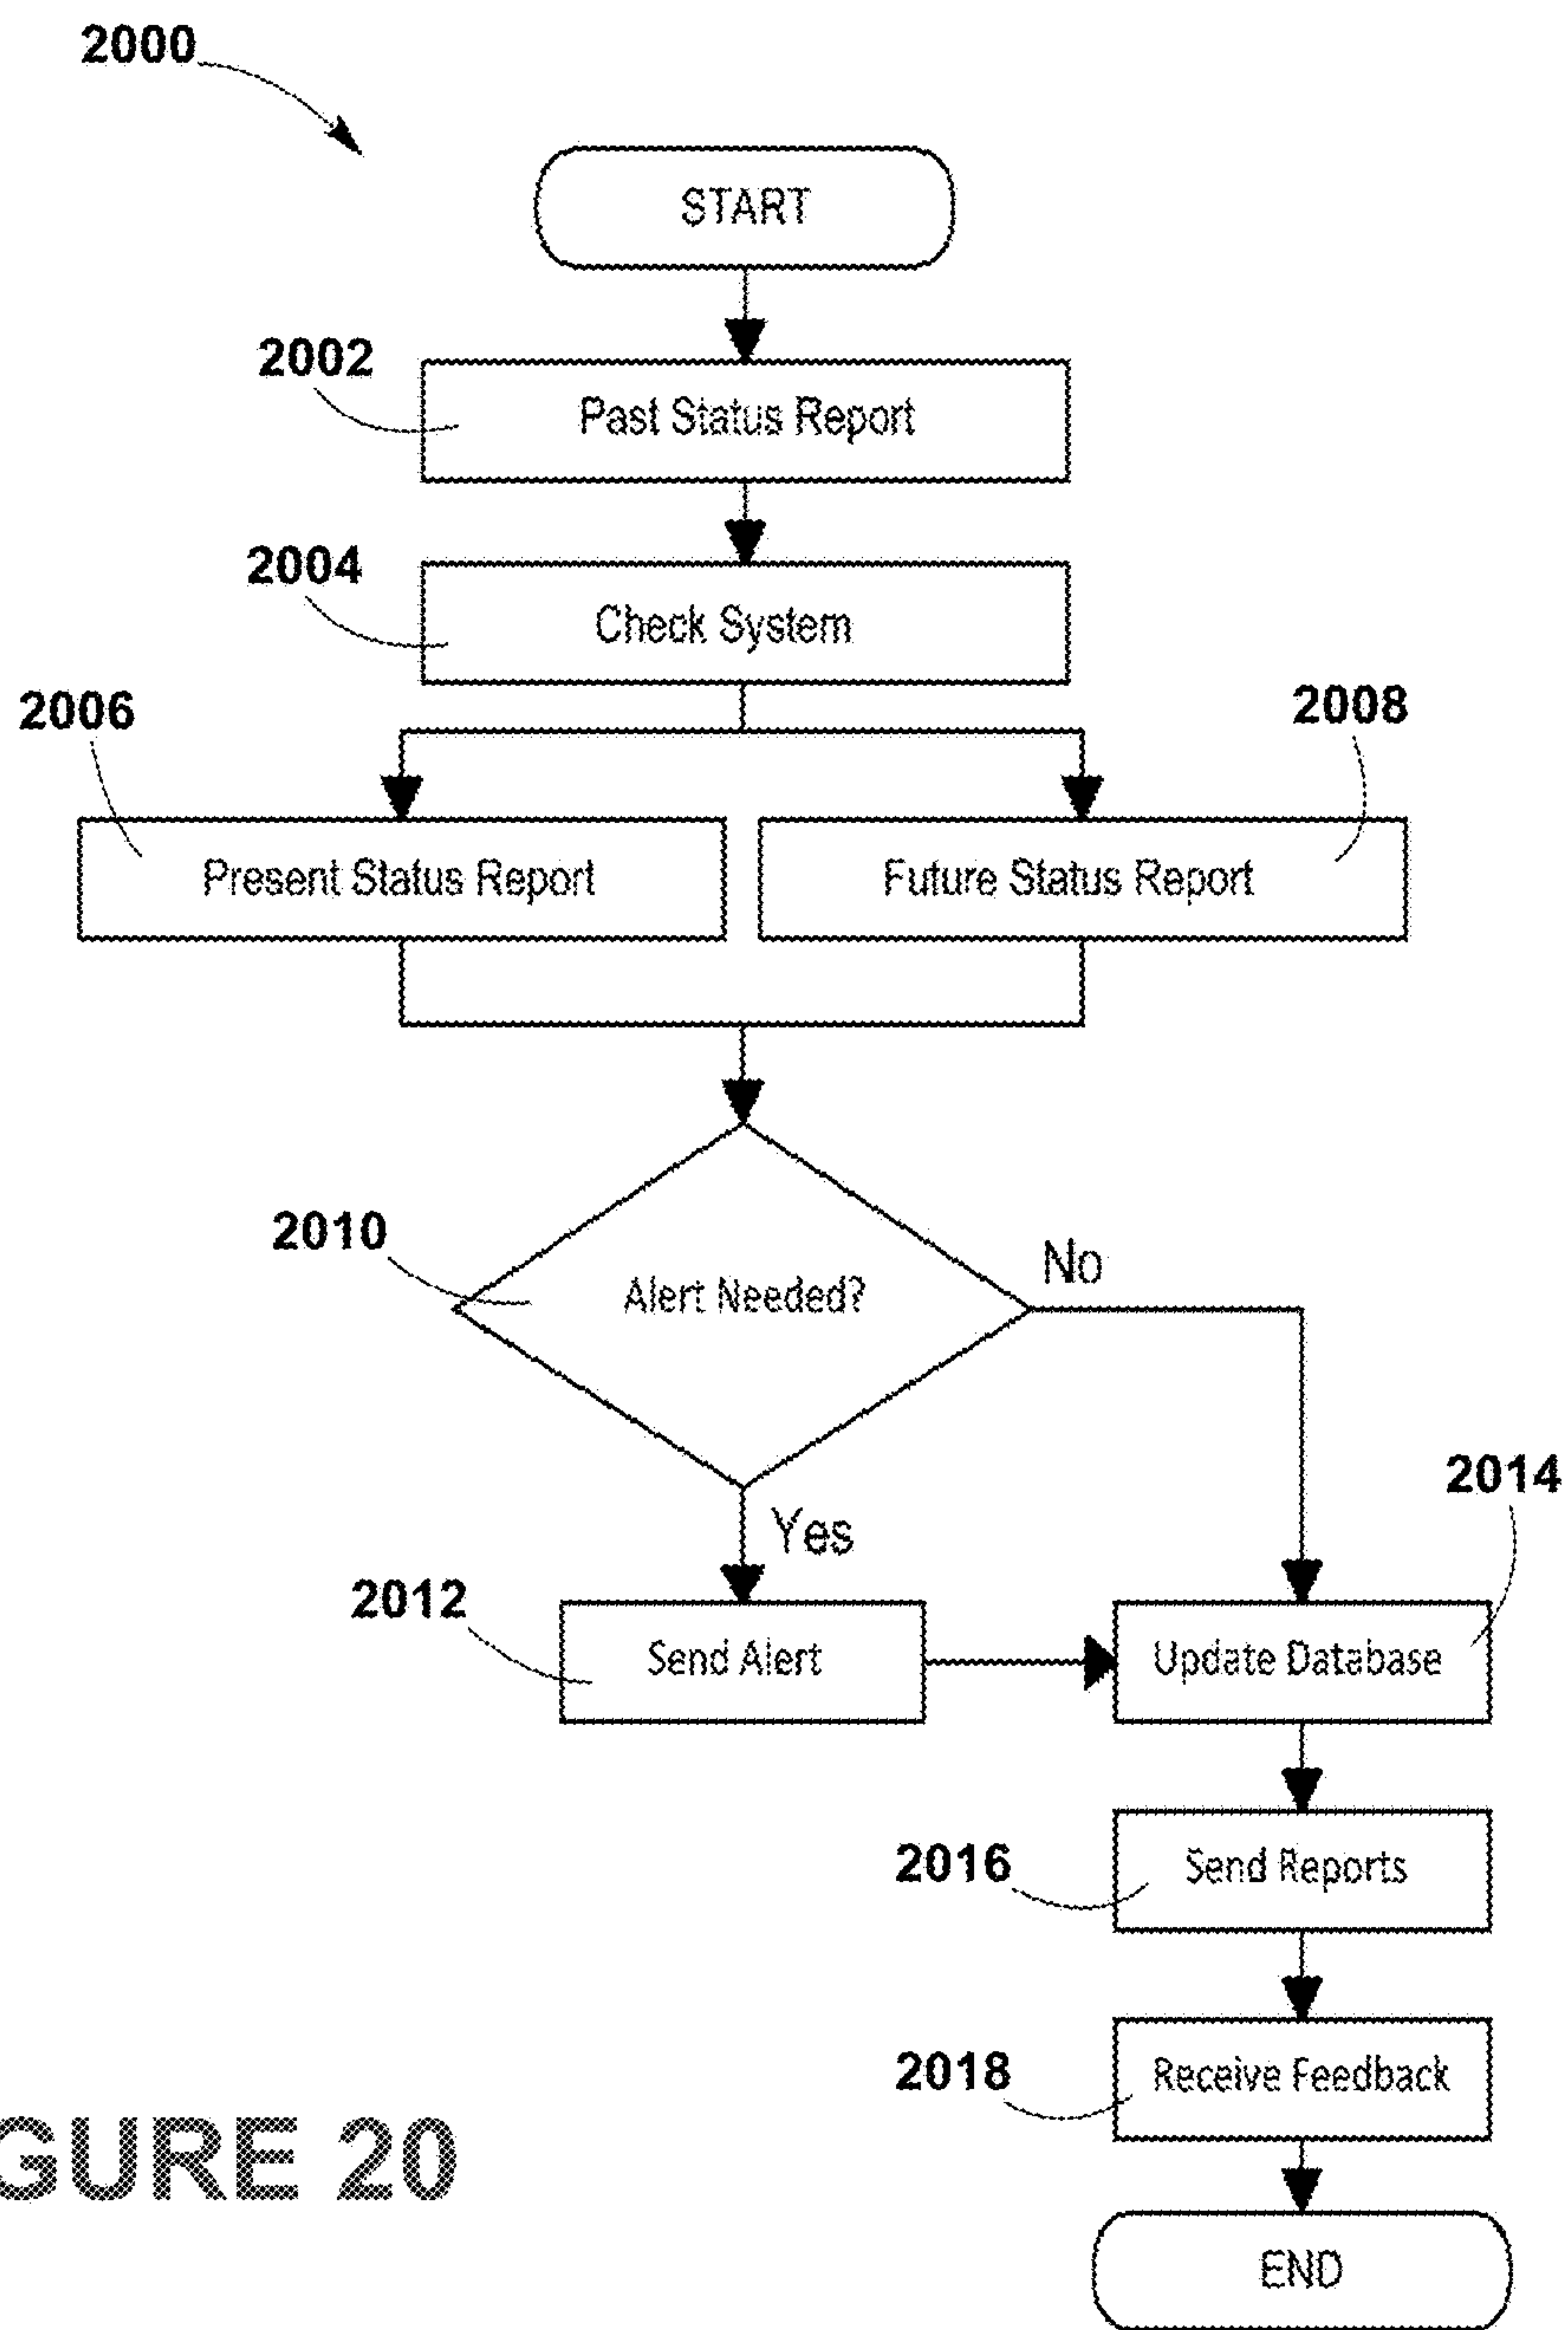 2000
START
2002
Past Status Report
2004
Check System
2006
2008
Present Status Report
Future Status Report
2010
Alert Needed?
No
Yes
2014
2012
Send Alert
Update Database
2016
Send Reports
2018
Receive Feedback
GURE 20
END